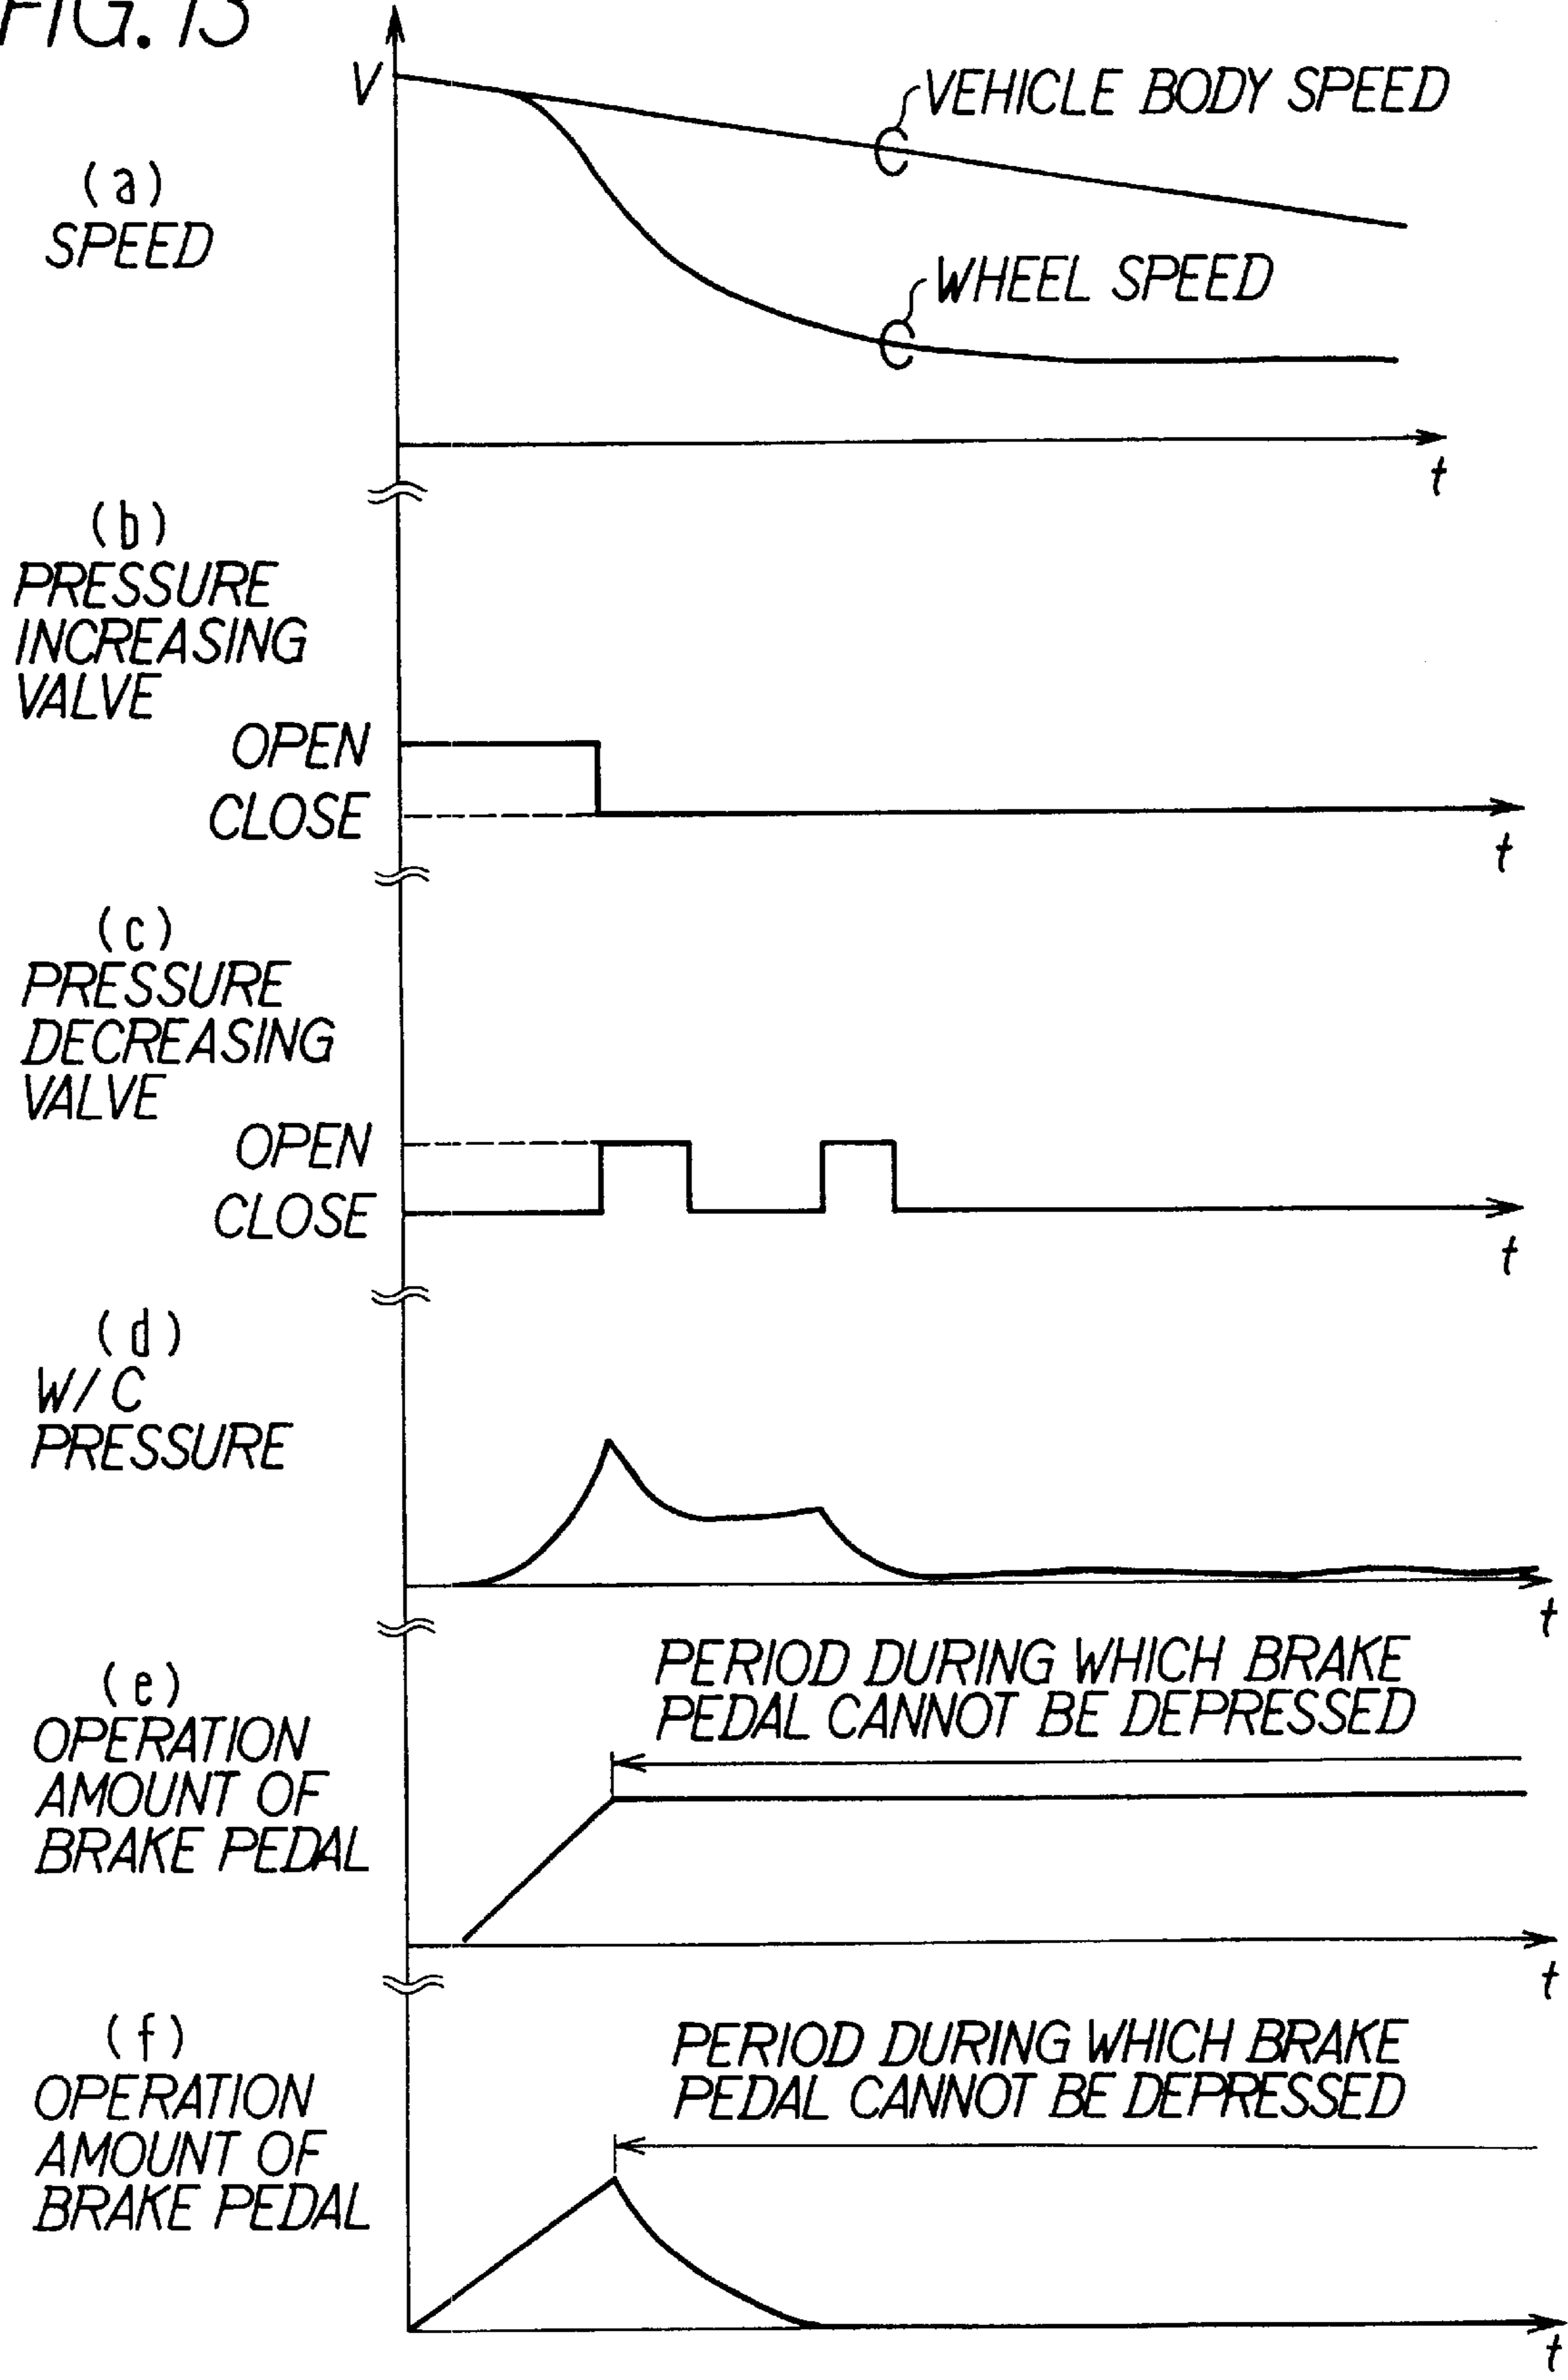 FIG. 13
V
VEHICLE BODY SPEED
(a)
SPEED
WHEEL SPEED
t
(b)
PRESSURE
INCREASING
VALVE
OPEN
CLOSE
t
(c)
PRESSURE
DECREASING
VALVE
OPEN
CLOSE
t
(d)
W/C
PRESSURE
t
(e)
OPERATION
AMOUNT OF
BRAKE PEDAL
PERIOD DURING WHICH BRAKE
PEDAL CANNOT BE DEPRESSED
t
(f)
OPERATION
AMOUNT OF
BRAKE PEDAL
PERIOD DURING WHICH BRAKE
PEDAL CANNOT BE DEPRESSED
t